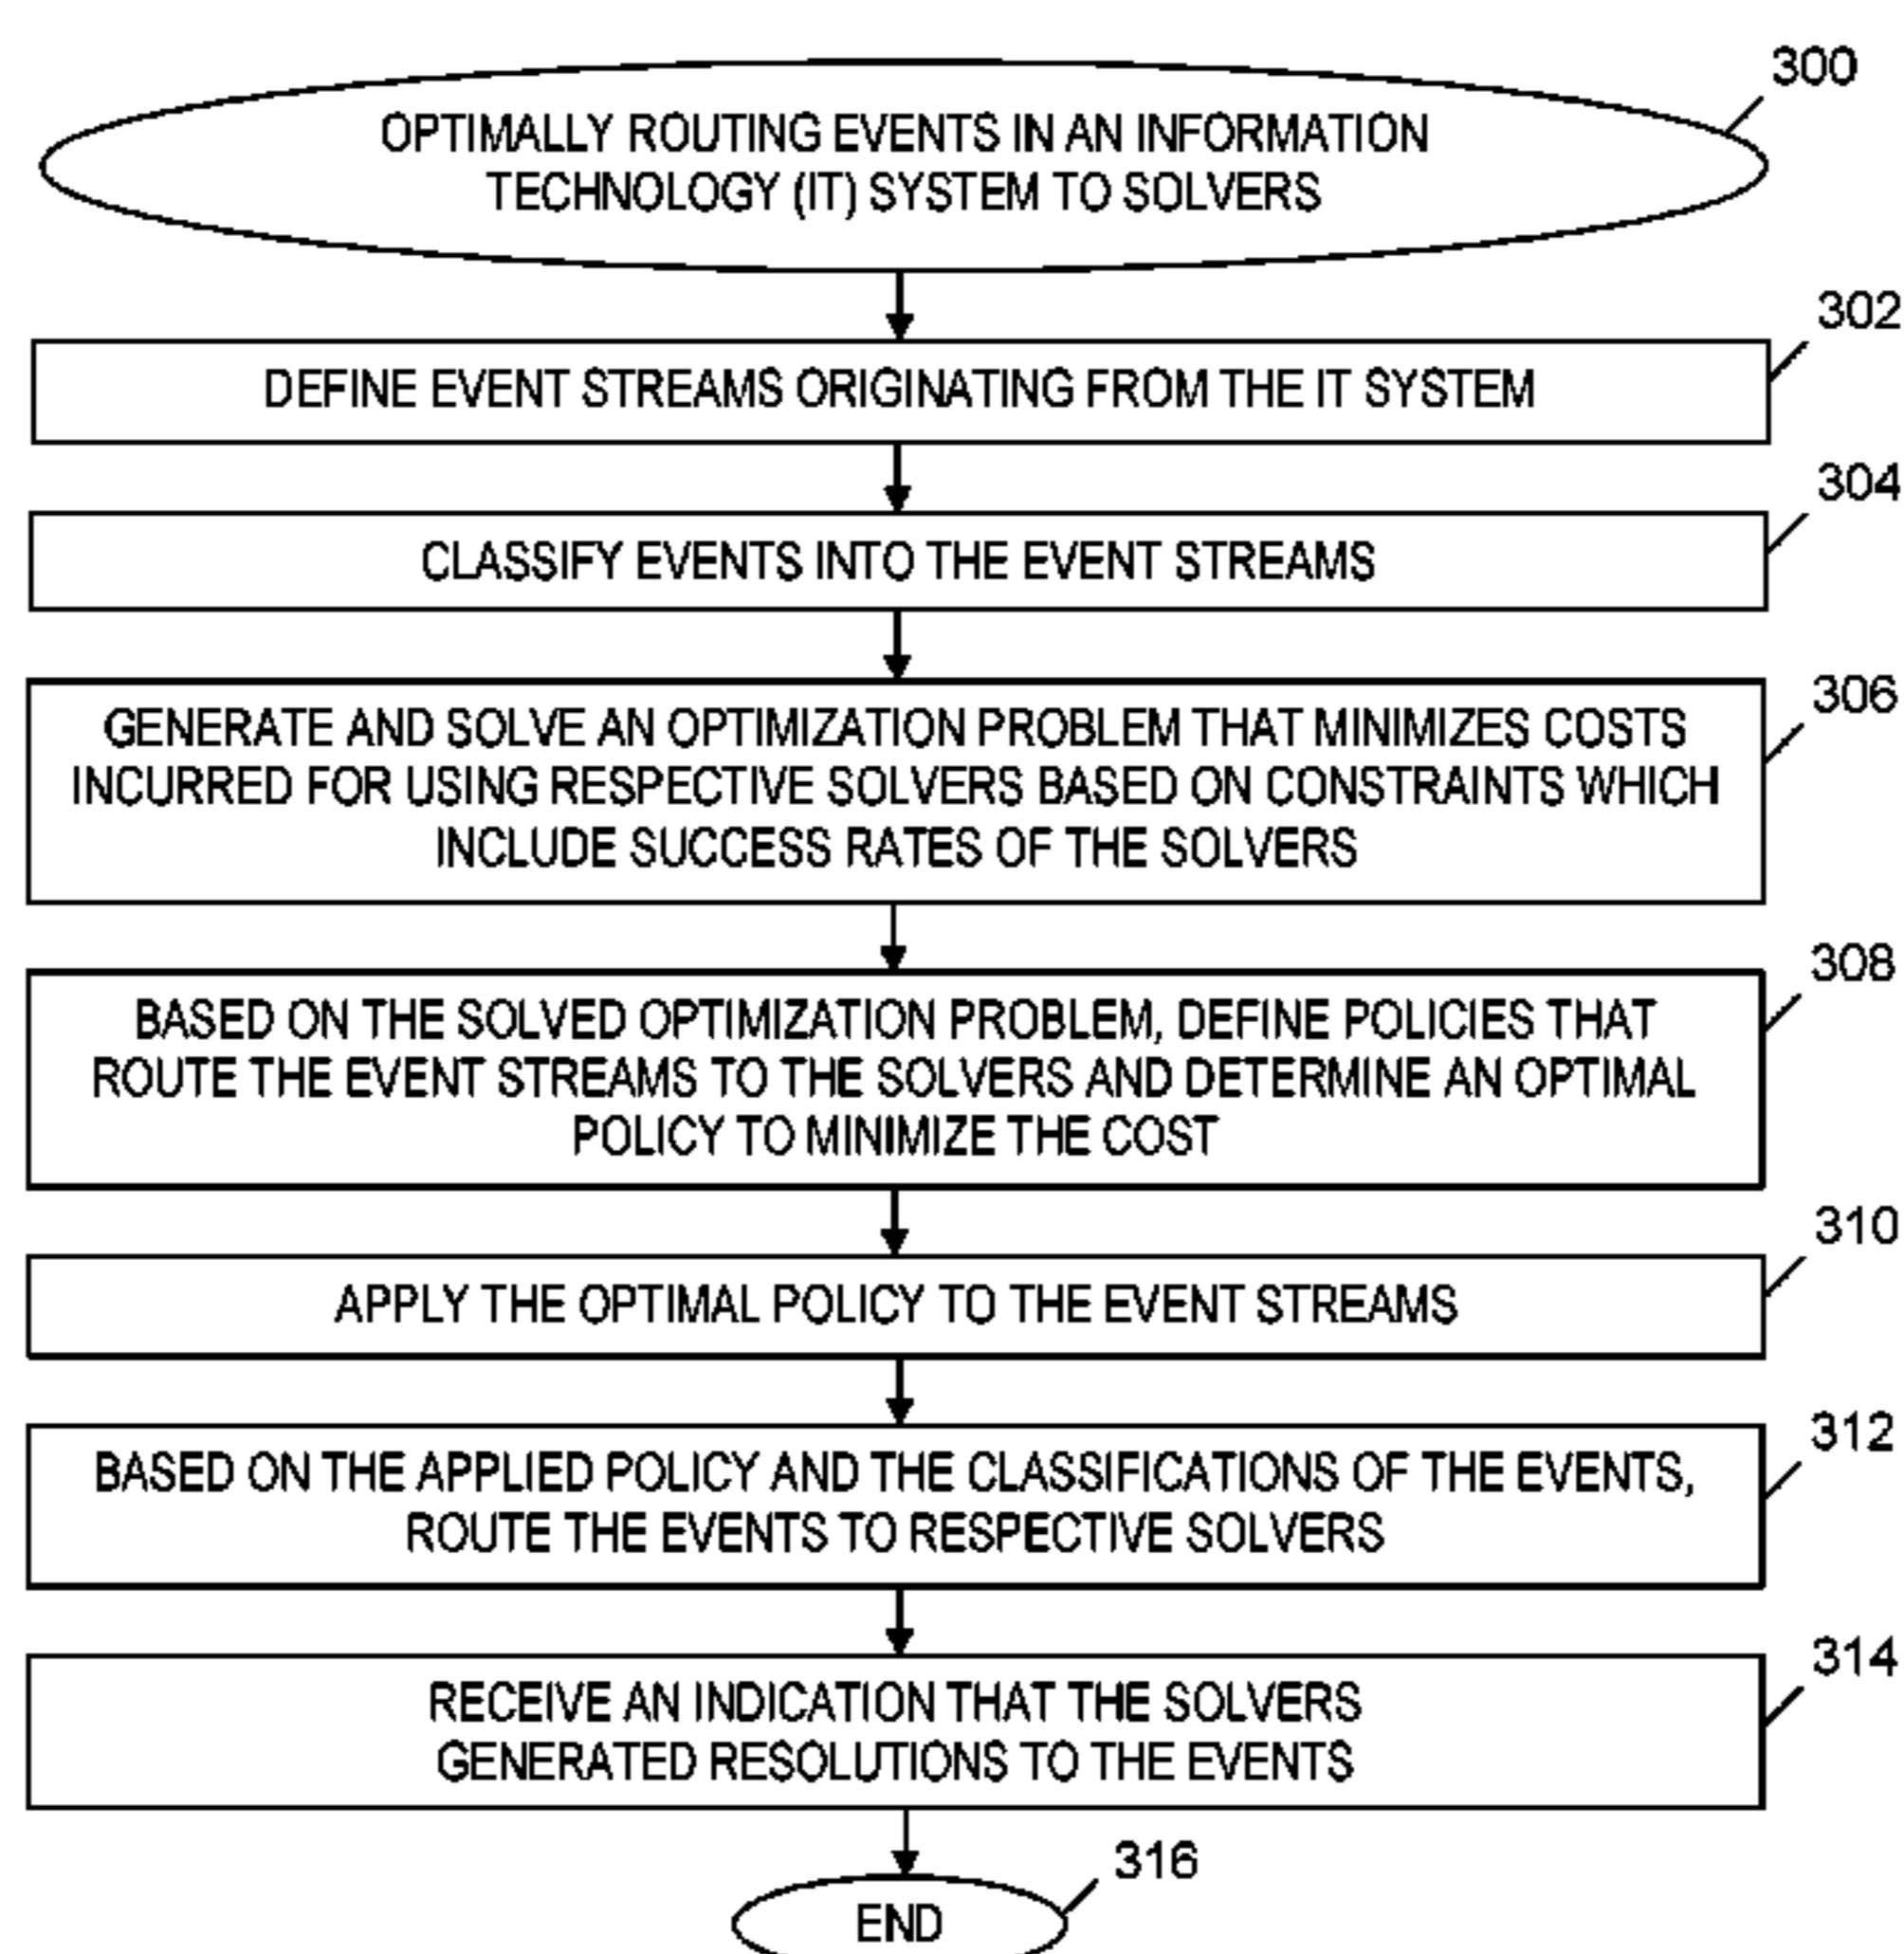 300
OPTIMALLY ROUTING EVENTS IN AN INFORMATION
TECHNOLOGY (IT) SYSTEM TO SOLVERS
302
DEFINE EVENT STREAMS ORIGINATING FROM THE IT SYSTEM
304
CLASSIFY EVENTS INTO THE EVENT STREAMS
306
GENERATE AND SOLVE AN OPTIMIZATION PROBLEM THAT MINIMIZES COSTS
INCURRED FOR USING RESPECTIVE SOLVERS BASED ON CONSTRAINTS WHICH
INCLUDE SUCCESS RATES OF THE SOLVERS
308
BASED ON THE SOLVED OPTIMIZATION PROBLEM, DEFINE POLICIES THAT
ROUTE THE EVENT STREAMS TO THE SOLVERS AND DETERMINE AN OPTIMAL
POLICY TO MINIMIZE THE COST
310
APPLY THE OPTIMAL POLICY TO THE EVENT STREAMS
312
BASED ON THE APPLIED POLICY AND THE CLASSIFICATIONS OF THE EVENTS,
ROUTE THE EVENTS TO RESPECTIVE SOLVERS
314
RECEIVE AN INDICATION THAT THE SOLVERS
GENERATED RESOLUTIONS TO THE EVENTS
316
END